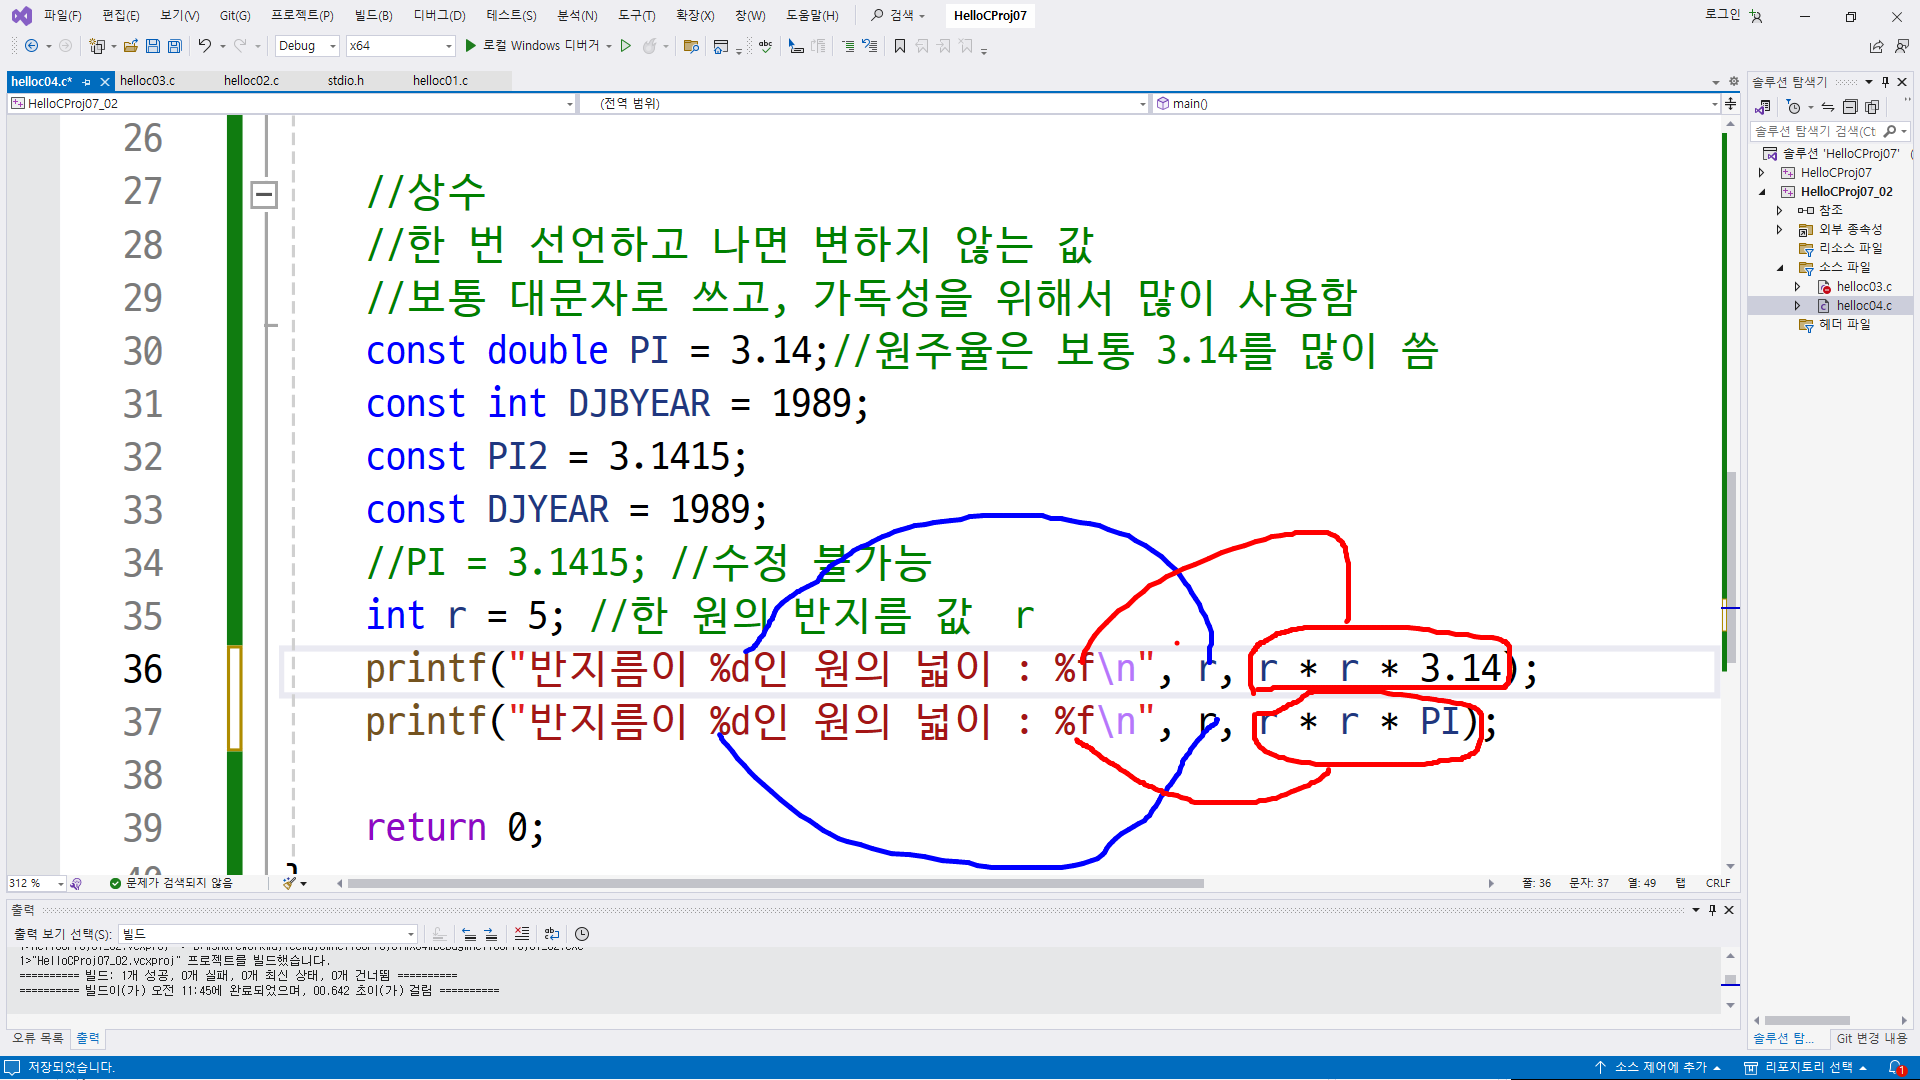 파일(F) 편집(E) 보기(V) Git(G) 프로젝트(P) 빌드(B) 디버그(D) 테스트(S) 분석(N) 도구(T) 확장(X) 창(W) 도움말(H) 검색 HelloCProj07 로그인
Debug x64 로컬 Windows 디버거
helloc04.c* helloc03.c helloc02.c stdio.h helloc01.c
HelloCProj07_02 (전역 범위) main()
26
27 //상수
28 //한 번 선언하고 나면 변하지 않는 값
29 //보통 대문자로 쓰고, 가독성을 위해서 많이 사용함
30 const double PI = 3.14;//원주율은 보통 3.14를 많이 씀
31 const int DJBYEAR = 1989;
32 const PI2 = 3.1415;
33 const DJYEAR = 1989;
34 //PI = 3.1415; //수정 불가능
35 int r = 5; //한 원의 반지름 값  r
36 printf("반지름이 %d인 원의 넓이 : %f\n", r, r * r * 3.14);
37 printf("반지름이 %d인 원의 넓이 : %f\n", r, r * r * PI);
38
39 return 0;
312 % 문제가 검색되지 않음 줄: 36 문자: 37 열: 49 탭 CRLF
출력
출력 보기 선택(S): 빌드
1>"HelloCProj07_02.vcxproj" 프로젝트를 빌드했습니다.
========== 빌드: 1개 성공, 0개 실패, 0개 최신 상태, 0개 건너뜀 ==========
========== 빌드이(가) 오전 11:45에 완료되었으며, 00.642 초이(가) 걸림 ==========
오류 목록 출력
솔루션 탐색기
솔루션 탐색기 검색(Ct
솔루션 'HelloCProj07' (
HelloCProj07
HelloCProj07_02
참조
외부 종속성
리소스 파일
소스 파일
helloc03.c
helloc04.c
헤더 파일
솔루션 탐... Git 변경 내용
저장되었습니다. 소스 제어에 추가 리포지토리 선택 1